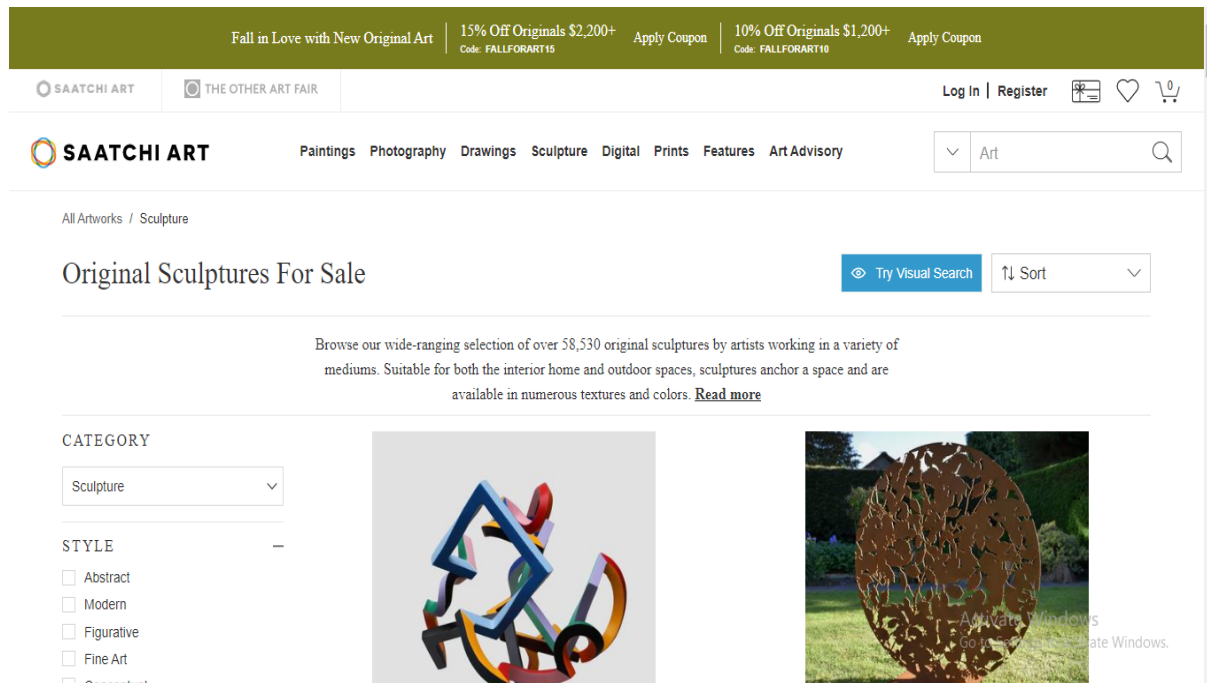 Fall in Love with New Original Art
15% Off Originals $2,200+
Code: FALLFORART15
Apply Coupon
10% Off Originals $1,200+
Code: FALLFORART10
Apply Coupon
SAATCHI ART
THE OTHER ART FAIR
Log In | Register
0
SAATCHI ART
Paintings Photography Drawings Sculpture Digital Prints Features Art Advisory
Art
All Artworks / Sculpture
Original Sculptures For Sale
Try Visual Search
Sort
Browse our wide-ranging selection of over 58,530 original sculptures by artists working in a variety of
mediums. Suitable for both the interior home and outdoor spaces, sculptures anchor a space and are
available in numerous textures and colors. Read more
CATEGORY
Sculpture
STYLE
Abstract
Modern
Figurative
Fine Art
Activate Windows
Go to Windows.